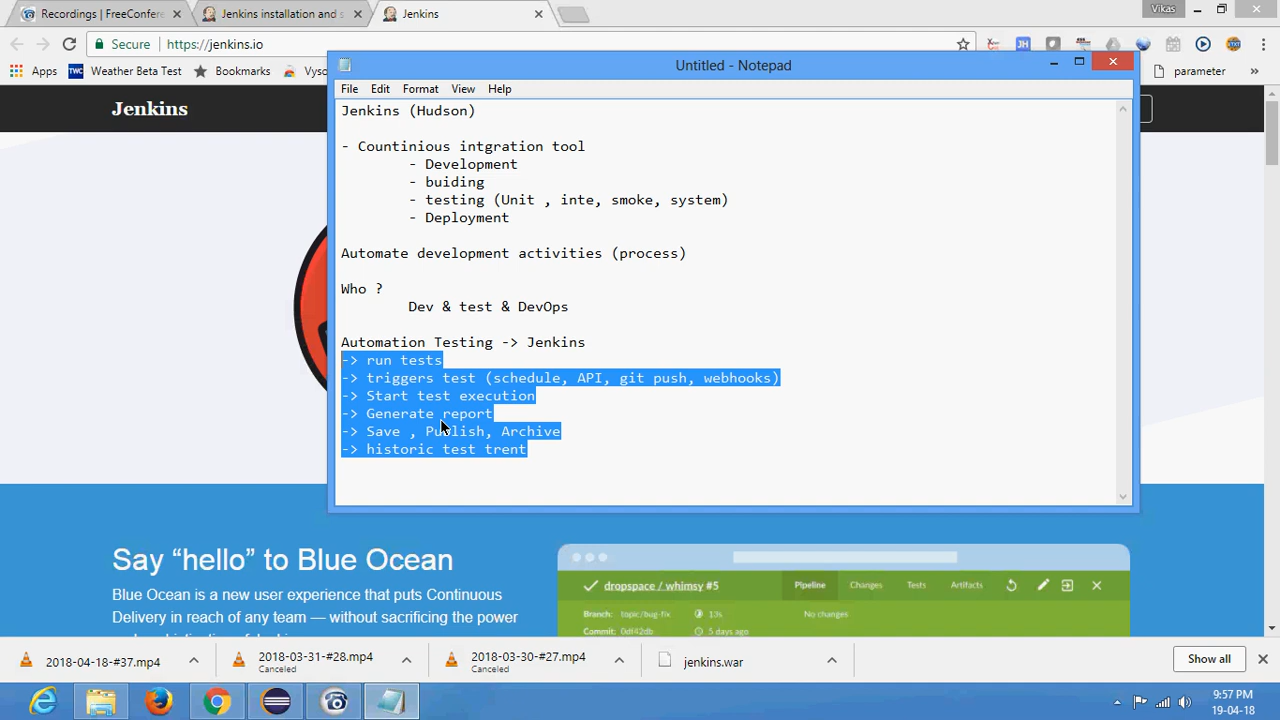 Recordings | FreeConfere
Jenkins installation and s
Jenkins
Vikas
Secure
https://jenkins.io
Apps
Weather Beta Test
Bookmarks
Vyso
parameter
Jenkins
Untitled - Notepad
File Edit Format View Help
Jenkins (Hudson)
- Countinious intgration tool
- Development
- buiding
- testing (Unit , inte, smoke, system)
- Deployment
Automate development activities (process)
Who ?
Dev & test & DevOps
Automation Testing -> Jenkins
-> run tests
-> triggers test (schedule, API, git push, webhooks)
-> Start test execution
-> Generate report
-> Save , Publish, Archive
-> historic test trent
Say “hello” to Blue Ocean
Blue Ocean is a new user experience that puts Continuous
Delivery in reach of any team — without sacrificing the power
dropspace / whimsy #5
Pipeline Changes Tests Artifacts
Branch: topic/bug-fix 13s No changes
Commit: 0df42db 5 days ago
2018-04-18-#37.mp4
2018-03-31-#28.mp4
Canceled
2018-03-30-#27.mp4
Canceled
jenkins.war
Show all
9:57 PM
19-04-18